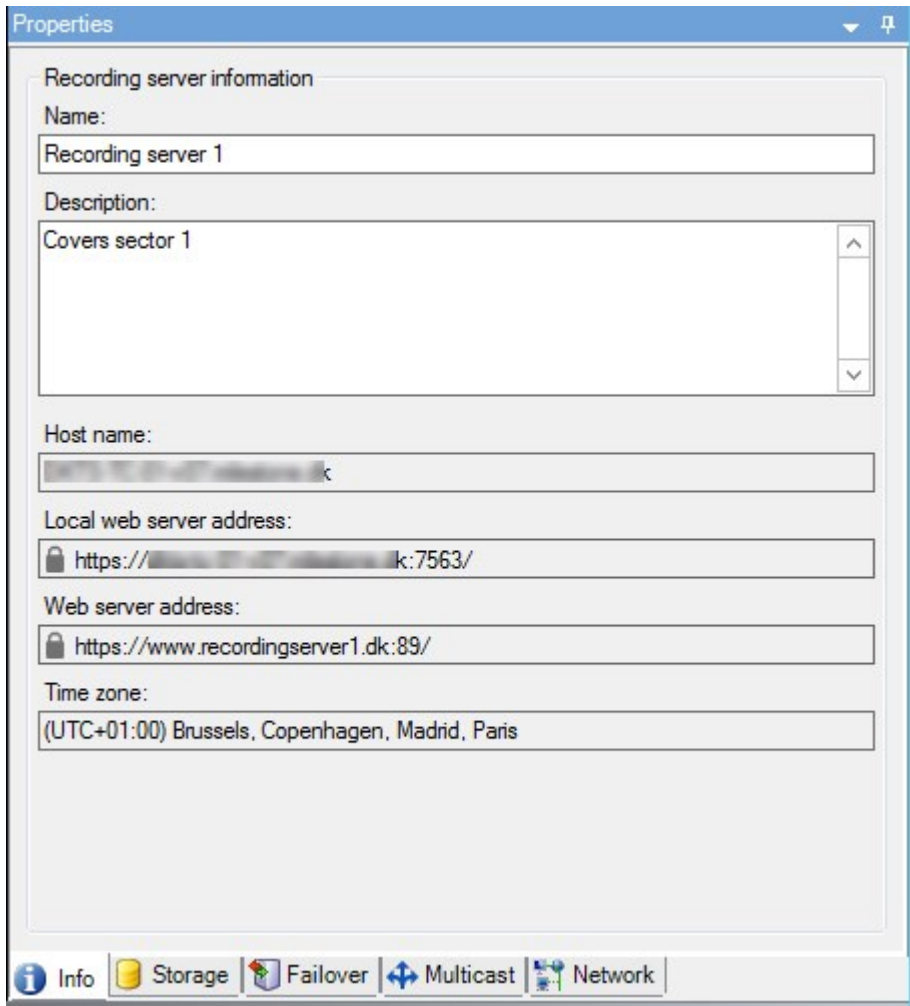 Properties
Recording server information
Name:
Recording server 1
Description:
Covers sector 1
Host name:
k
Local web server address:
https:// k:7563/
Web server address:
https://www.recordingserver1.dk:89/
Time zone:
(UTC+01:00) Brussels, Copenhagen, Madrid, Paris
Info Storage Failover Multicast Network